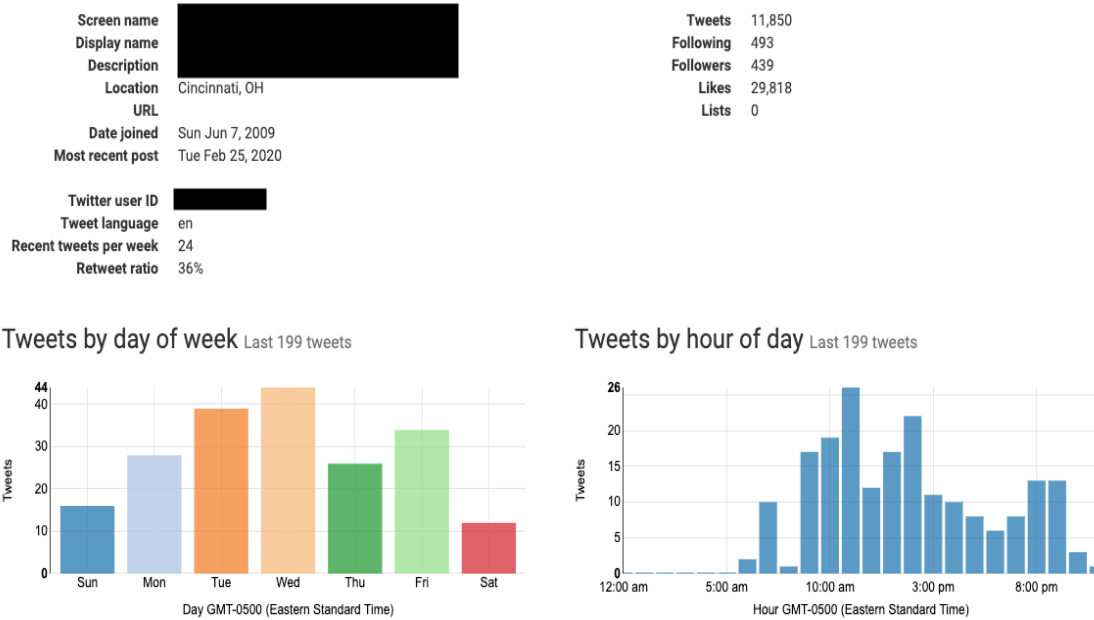 Screen name
Display name
Description
Location Cincinnati, OH
URL
Date joined Sun Jun 7, 2009
Most recent post Tue Feb 25, 2020
Twitter user ID
Tweet language en
Recent tweets per week 24
Retweet ratio 36%
Tweets 11,850
Following 493
Followers 439
Likes 29,818
Lists 0
Tweets by day of week Last 199 tweets
44
40
30
20
10
0
Tweets
Sun Mon Tue Wed Thu Fri Sat
Day GMT-0500 (Eastern Standard Time)
Tweets by hour of day Last 199 tweets
26
20
15
10
5
0
Tweets
12:00 am 5:00 am 10:00 am 3:00 pm 8:00 pm
Hour GMT-0500 (Eastern Standard Time)